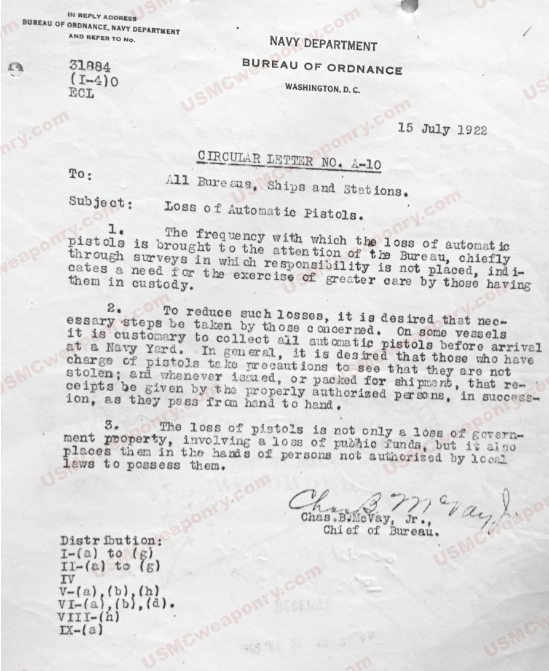 IN REPLY ADDRESS
BUREAU OF ORDNANCE, NAVY DEPARTMENT
AND REFER TO No.
31884
(I-4)O
ECL
NAVY DEPARTMENT
BUREAU OF ORDNANCE
WASHINGTON, D. C.
15 July 1922
CIRCULAR LETTER NO. A-10
To: All Bureaus, Ships and Stations.
Subject: Loss of Automatic Pistols.
1. The frequency with which the loss of automatic
pistols is brought to the attention of the Bureau, chiefly
through surveys in which responsibility is not placed, indi-
cates a need for the exercise of greater care by those having
them in custody.
2. To reduce such losses, it is desired that nec-
essary steps be taken by those concerned. On some vessels
it is customary to collect all automatic pistols before arrival
at a Navy Yard. In general, it is desired that those who have
charge of pistols take precautions to see that they are not
stolen; and whenever issued, or packed for shipment, that re-
ceipts be given by the properly authorized persons, in success-
ion, as they pass from hand to hand.
3. The loss of pistols is not only a loss of govern-
ment property, involving a loss of public funds, but it also
places them in the hands of persons not authorized by local
laws to possess them.
Chas. B. McVay Jr.
Chas.B.McVay, Jr.,
Chief of Bureau.
Distribution:
I-(a) to (g)
II-(a) to (g)
IV
V-(a),(b),(h)
VI-(a),(b),(d).
VIII-(h)
IX-(a)
USMCweaponry.com